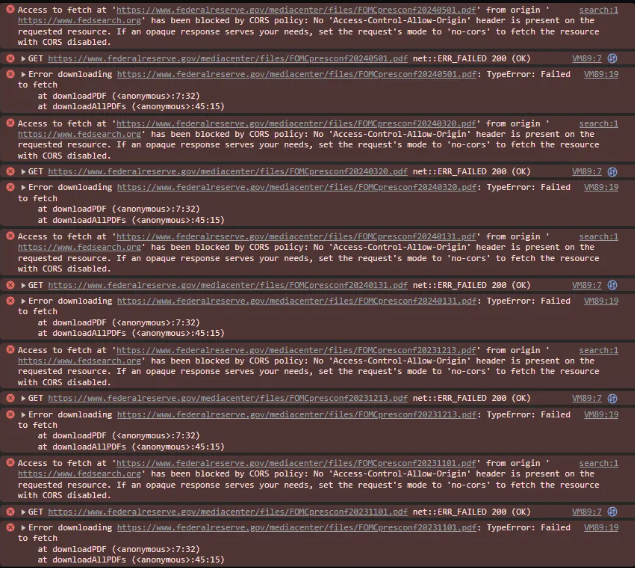 Access to fetch at 'https://www.federalreserve.gov/mediacenter/files/FOMCpresconf20240501.pdf' from origin ' search:1
https://www.fedsearch.org' has been blocked by CORS policy: No 'Access-Control-Allow-Origin' header is present on the
requested resource. If an opaque response serves your needs, set the request's mode to 'no-cors' to fetch the resource
with CORS disabled.
GET https://www.federalreserve.gov/mediacenter/files/FOMCpresconf20240501.pdf net::ERR_FAILED 200 (OK) VM89:7
Error downloading https://www.federalreserve.gov/mediacenter/files/FOMCpresconf20240501.pdf: TypeError: Failed VM89:19
to fetch
at downloadPDF (<anonymous>:7:32)
at downloadAllPDFs (<anonymous>:45:15)
Access to fetch at 'https://www.federalreserve.gov/mediacenter/files/FOMCpresconf20240320.pdf' from origin ' search:1
https://www.fedsearch.org' has been blocked by CORS policy: No 'Access-Control-Allow-Origin' header is present on the
requested resource. If an opaque response serves your needs, set the request's mode to 'no-cors' to fetch the resource
with CORS disabled.
GET https://www.federalreserve.gov/mediacenter/files/FOMCpresconf20240320.pdf net::ERR_FAILED 200 (OK) VM89:7
Error downloading https://www.federalreserve.gov/mediacenter/files/FOMCpresconf20240320.pdf: TypeError: Failed VM89:19
to fetch
at downloadPDF (<anonymous>:7:32)
at downloadAllPDFs (<anonymous>:45:15)
Access to fetch at 'https://www.federalreserve.gov/mediacenter/files/FOMCpresconf20240131.pdf' from origin ' search:1
https://www.fedsearch.org' has been blocked by CORS policy: No 'Access-Control-Allow-Origin' header is present on the
requested resource. If an opaque response serves your needs, set the request's mode to 'no-cors' to fetch the resource
with CORS disabled.
GET https://www.federalreserve.gov/mediacenter/files/FOMCpresconf20240131.pdf net::ERR_FAILED 200 (OK) VM89:7
Error downloading https://www.federalreserve.gov/mediacenter/files/FOMCpresconf20240131.pdf: TypeError: Failed VM89:19
to fetch
at downloadPDF (<anonymous>:7:32)
at downloadAllPDFs (<anonymous>:45:15)
Access to fetch at 'https://www.federalreserve.gov/mediacenter/files/FOMCpresconf20231213.pdf' from origin ' search:1
https://www.fedsearch.org' has been blocked by CORS policy: No 'Access-Control-Allow-Origin' header is present on the
requested resource. If an opaque response serves your needs, set the request's mode to 'no-cors' to fetch the resource
with CORS disabled.
GET https://www.federalreserve.gov/mediacenter/files/FOMCpresconf20231213.pdf net::ERR_FAILED 200 (OK) VM89:7
Error downloading https://www.federalreserve.gov/mediacenter/files/FOMCpresconf20231213.pdf: TypeError: Failed VM89:19
to fetch
at downloadPDF (<anonymous>:7:32)
at downloadAllPDFs (<anonymous>:45:15)
Access to fetch at 'https://www.federalreserve.gov/mediacenter/files/FOMCpresconf20231101.pdf' from origin ' search:1
https://www.fedsearch.org' has been blocked by CORS policy: No 'Access-Control-Allow-Origin' header is present on the
requested resource. If an opaque response serves your needs, set the request's mode to 'no-cors' to fetch the resource
with CORS disabled.
GET https://www.federalreserve.gov/mediacenter/files/FOMCpresconf20231101.pdf net::ERR_FAILED 200 (OK) VM89:7
Error downloading https://www.federalreserve.gov/mediacenter/files/FOMCpresconf20231101.pdf: TypeError: Failed VM89:19
to fetch
at downloadPDF (<anonymous>:7:32)
at downloadAllPDFs (<anonymous>:45:15)